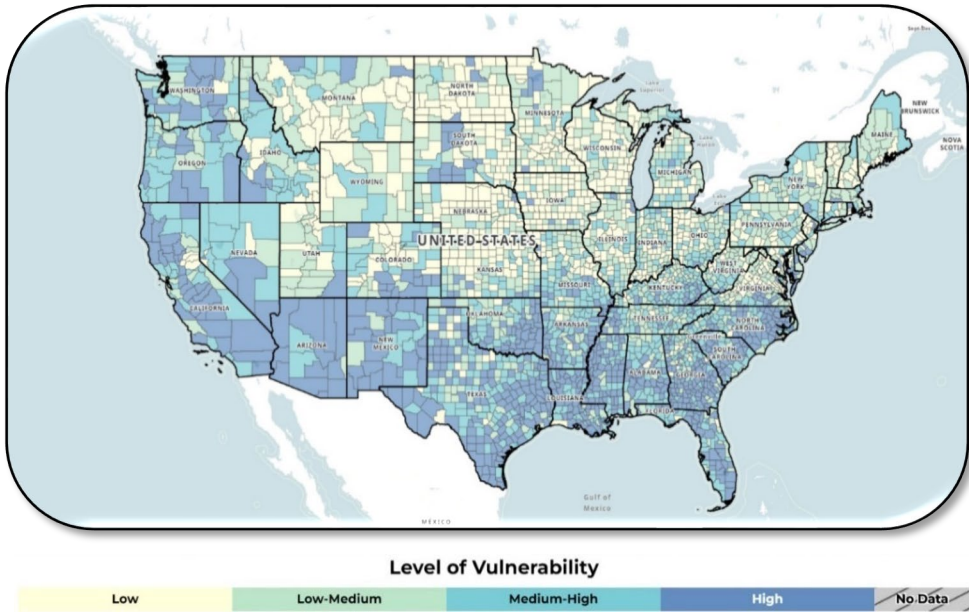 NEW
BRUNSWICK
NOVA
SCOTIA
WASHINGTON
MONTANA
NORTH
DAKOTA
MINNESOTA
MAINE
OREGON
IDAHO
SOUTH
DAKOTA
WISCONSIN
MICHIGAN
NEW
YORK
WYOMING
IOWA
NEBRASKA
PENNSYLVANIA
UNITED STATES
ILLINOIS
INDIANA
OHIO
NEVADA
UTAH
COLORADO
KANSAS
MISSOURI
WEST
VIRGINIA
VIRGINIA
KENTUCKY
CALIFORNIA
OKLAHOMA
TENNESSEE
NORTH
CAROLINA
ARIZONA
NEW
MEXICO
ARKANSAS
SOUTH
CAROLINA
TEXAS
ALABAMA
GEORGIA
LOUISIANA
FLORIDA
Gulf of
Mexico
MÉXICO
Level of Vulnerability
Low
Low-Medium
Medium-High
High
No Data